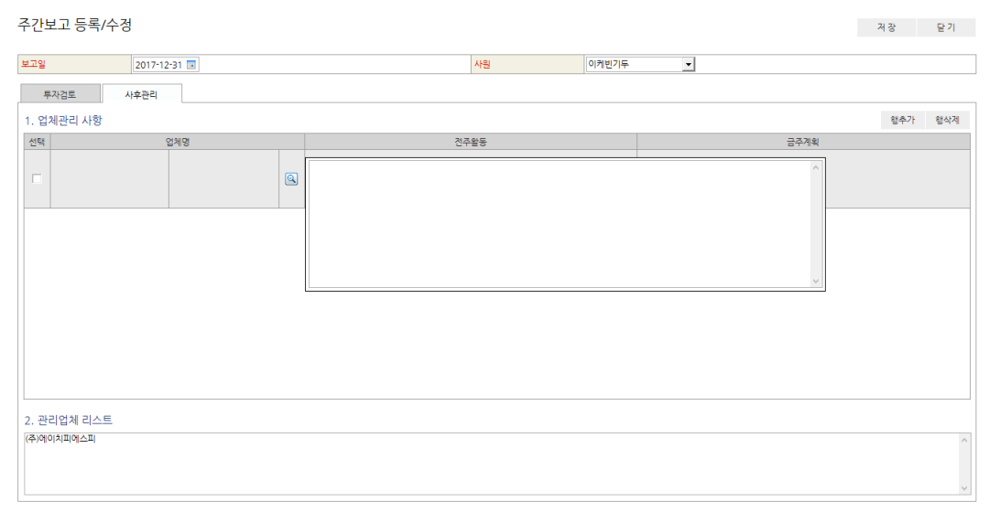 주간보고 등록/수정
저 장 닫 기
보고일 2017-12-31 사원 이케빈기두
투자검토 사후관리
1. 업체관리 사항 행추가 행삭제
선택 업체명 전주활동 금주계획
2. 관리업체 리스트
(주)에이치피에스피